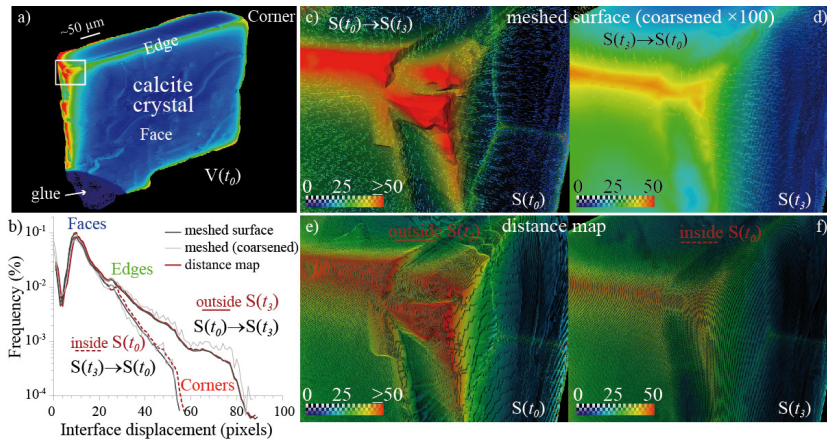 a)
Corner
~50 μm
Edge
calcite
crystal
Face
V(t0)
glue
c)
S(t0)→S(t3)
meshed surface (coarsened ×100)
0 25 >50
S(t0)
d)
S(t3)→S(t0)
0 25 50
S(t3)
b)
Faces
Edges
Corners
meshed surface
meshed (coarsened)
distance map
outside S(t3)
S(t0)→S(t3)
inside S(t0)
S(t3)→S(t0)
Frequency (%)
10-1
10-2
10-3
10-4
0 20 40 60 80 100
Interface displacement (pixels)
e)
outside S(t3)
distance map
0 25 >50
S(t0)
f)
inside S(t0)
0 25 50
S(t3)